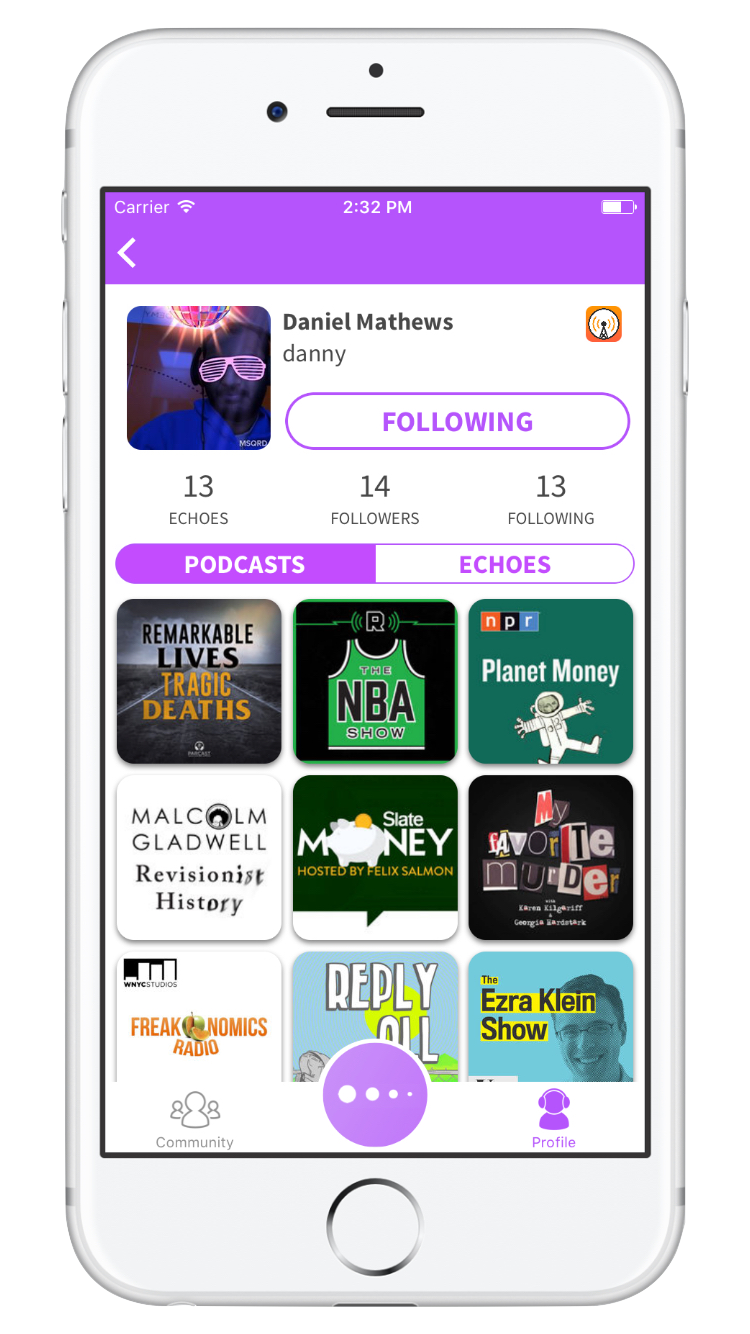 Carrier
2:32 PM
Daniel Mathews
danny
MSQRD
FOLLOWING
13
14
13
ECHOES
FOLLOWERS
FOLLOWING
PODCASTS
ECHOES
REMARKABLE
LIVES
TRAGIC
DEATHS
PARCAST
R
THE
NBA
SHOW
npr
Planet Money
MALCOLM
GLADWELL
Revisionist
History
Slate
MONEY
HOSTED BY FELIX SALMON
My
FAVORITE
MURDER
with
Karen Kilgariff
&
Georgia Hardstark
WNYCSTUDIOS
FREAKONOMICS
RADIO
REPLY
ALL
The
Ezra Klein
Show
Community
Profile